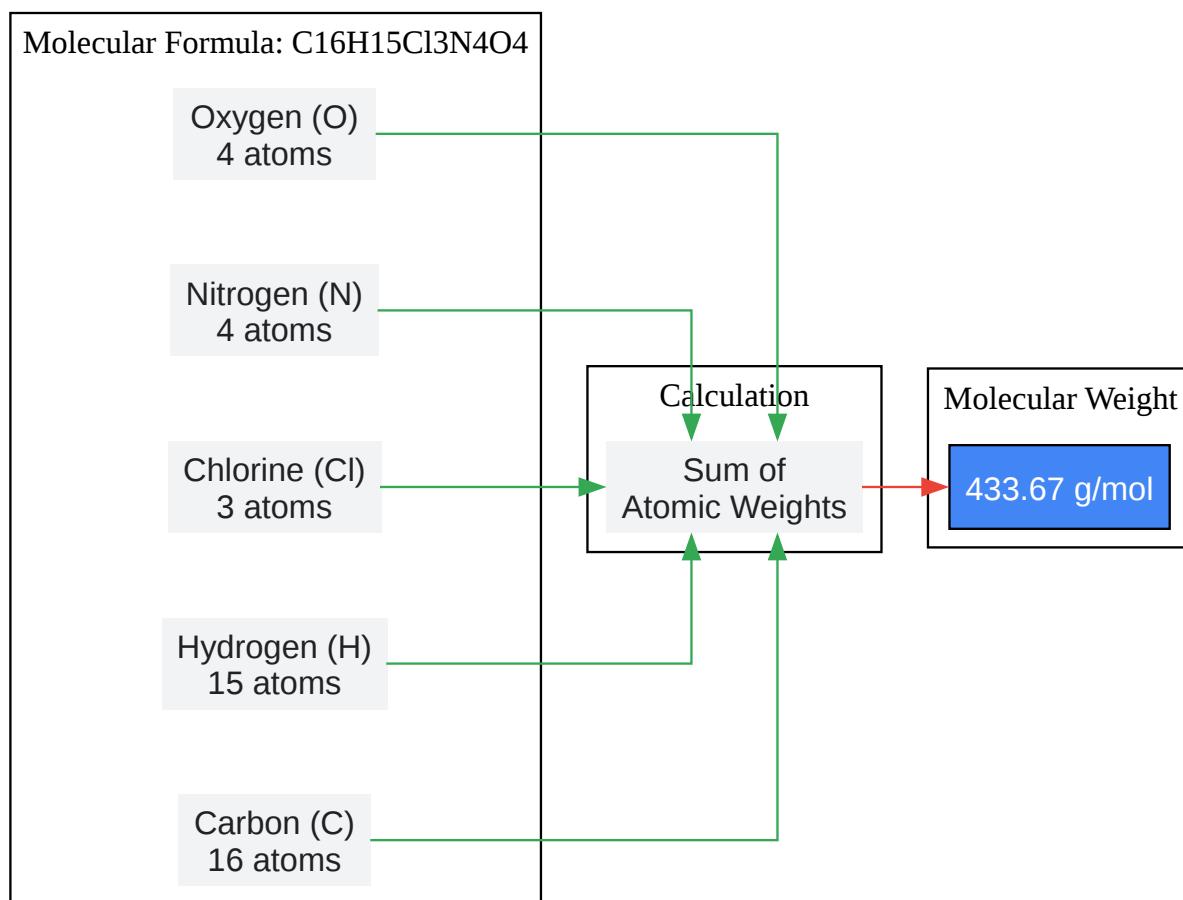 Molecular Formula: C16H15Cl3N4O4
Oxygen (O)
4 atoms
Nitrogen (N)
4 atoms
Chlorine (Cl)
3 atoms
Hydrogen (H)
15 atoms
Carbon (C)
16 atoms
Calculation
Sum of
Atomic Weights
Molecular Weight
433.67 g/mol